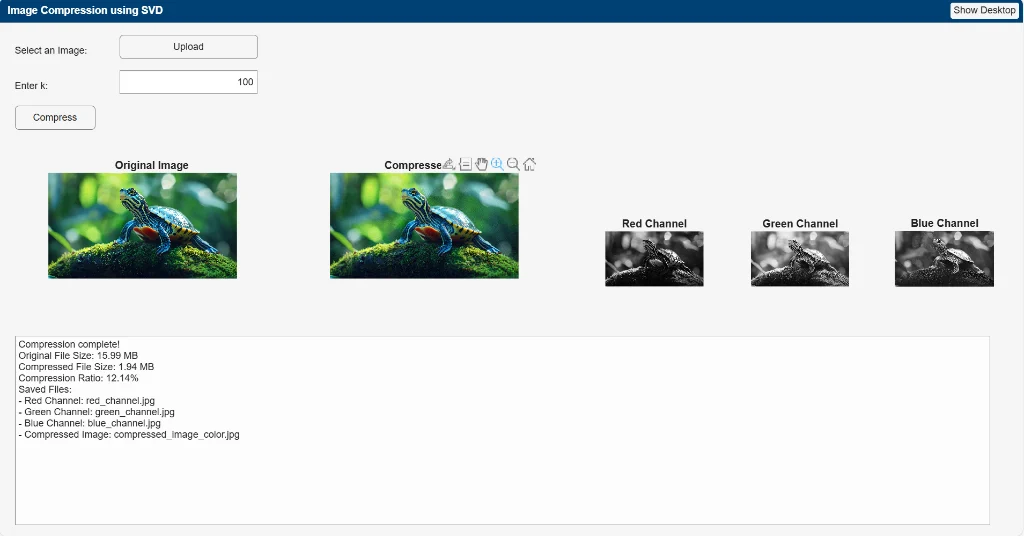 Image Compression using SVD
Show Desktop
Select an Image:
Upload
Enter k:
100
Compress
Original Image
Compresse
Red Channel
Green Channel
Blue Channel
Compression complete!
Original File Size: 15.99 MB
Compressed File Size: 1.94 MB
Compression Ratio: 12.14%
Saved Files:
- Red Channel: red_channel.jpg
- Green Channel: green_channel.jpg
- Blue Channel: blue_channel.jpg
- Compressed Image: compressed_image_color.jpg